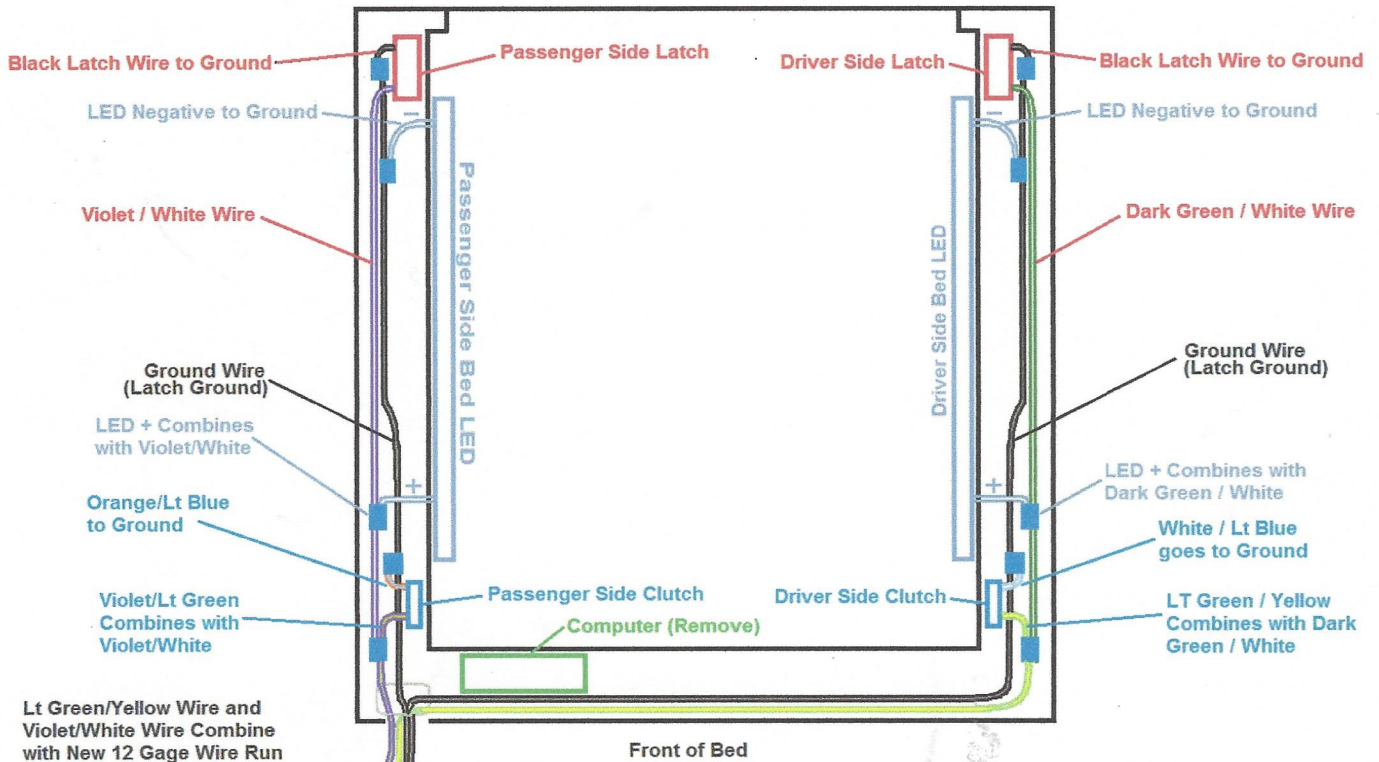 Black Latch Wire to Ground
Passenger Side Latch
Driver Side Latch
Black Latch Wire to Ground
LED Negative to Ground
−
−
LED Negative to Ground
Violet / White Wire
Passenger Side Bed LED
Driver Side Bed LED
Dark Green / White Wire
Ground Wire
(Latch Ground)
Ground Wire
(Latch Ground)
LED + Combines
with Violet/White
+
+
LED + Combines with
Dark Green / White
Orange/Lt Blue
to Ground
White / Lt Blue
goes to Ground
Violet/Lt Green
Combines with
Violet/White
Passenger Side Clutch
Driver Side Clutch
LT Green / Yellow
Combines with Dark
Green / White
Computer (Remove)
Lt Green/Yellow Wire and
Violet/White Wire Combine
with New 12 Gage Wire Run
Front of Bed